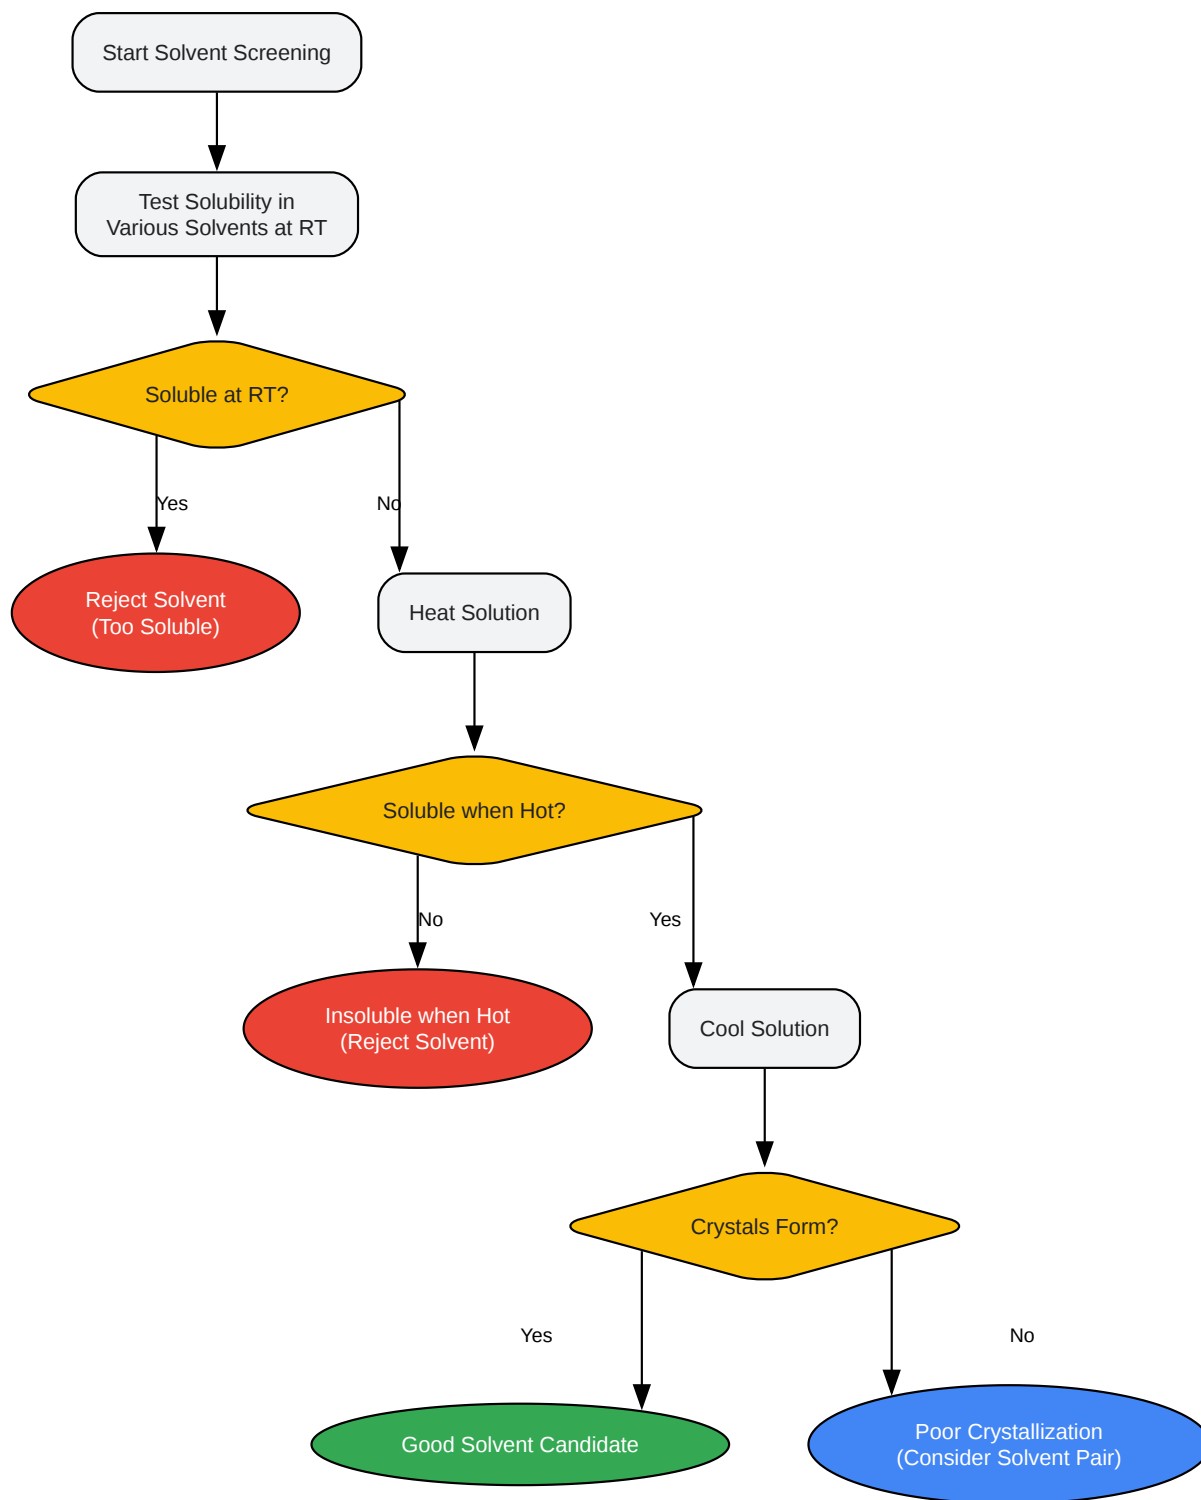 Start Solvent Screening
Test Solubility in
Various Solvents at RT
Soluble at RT?
Yes
No
Reject Solvent
(Too Soluble)
Heat Solution
Soluble when Hot?
No
Yes
Insoluble when Hot
(Reject Solvent)
Cool Solution
Crystals Form?
Yes
No
Good Solvent Candidate
Poor Crystallization
(Consider Solvent Pair)